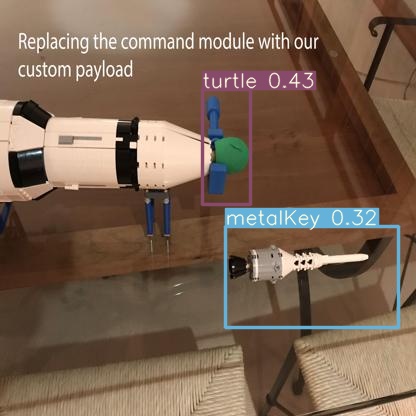 Replacing the command module with our
custom payload
turtle 0.43
metalKey 0.32